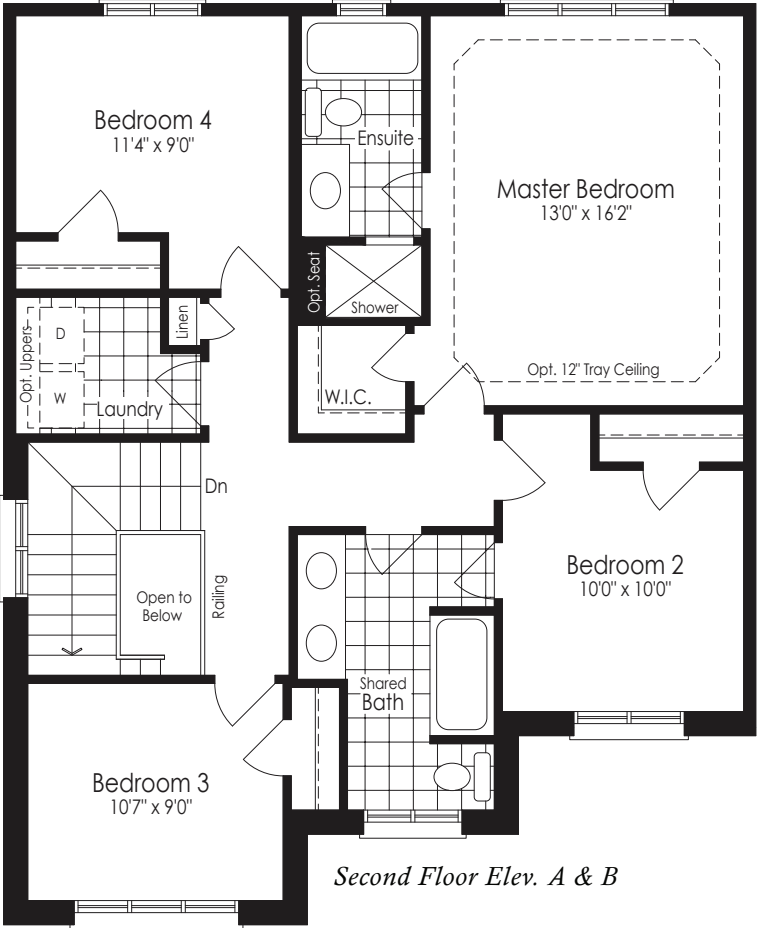 Bedroom 4
11'4" x 9'0"
Ensuite
Master Bedroom
13'0" x 16'2"
Opt. Seat
Shower
Linen
Opt. Uppers
D
W
Laundry
W.I.C.
Opt. 12" Tray Ceiling
Dn
Railing
Open to
Below
Bedroom 2
10'0" x 10'0"
Shared
Bath
Bedroom 3
10'7" x 9'0"
Second Floor Elev. A & B